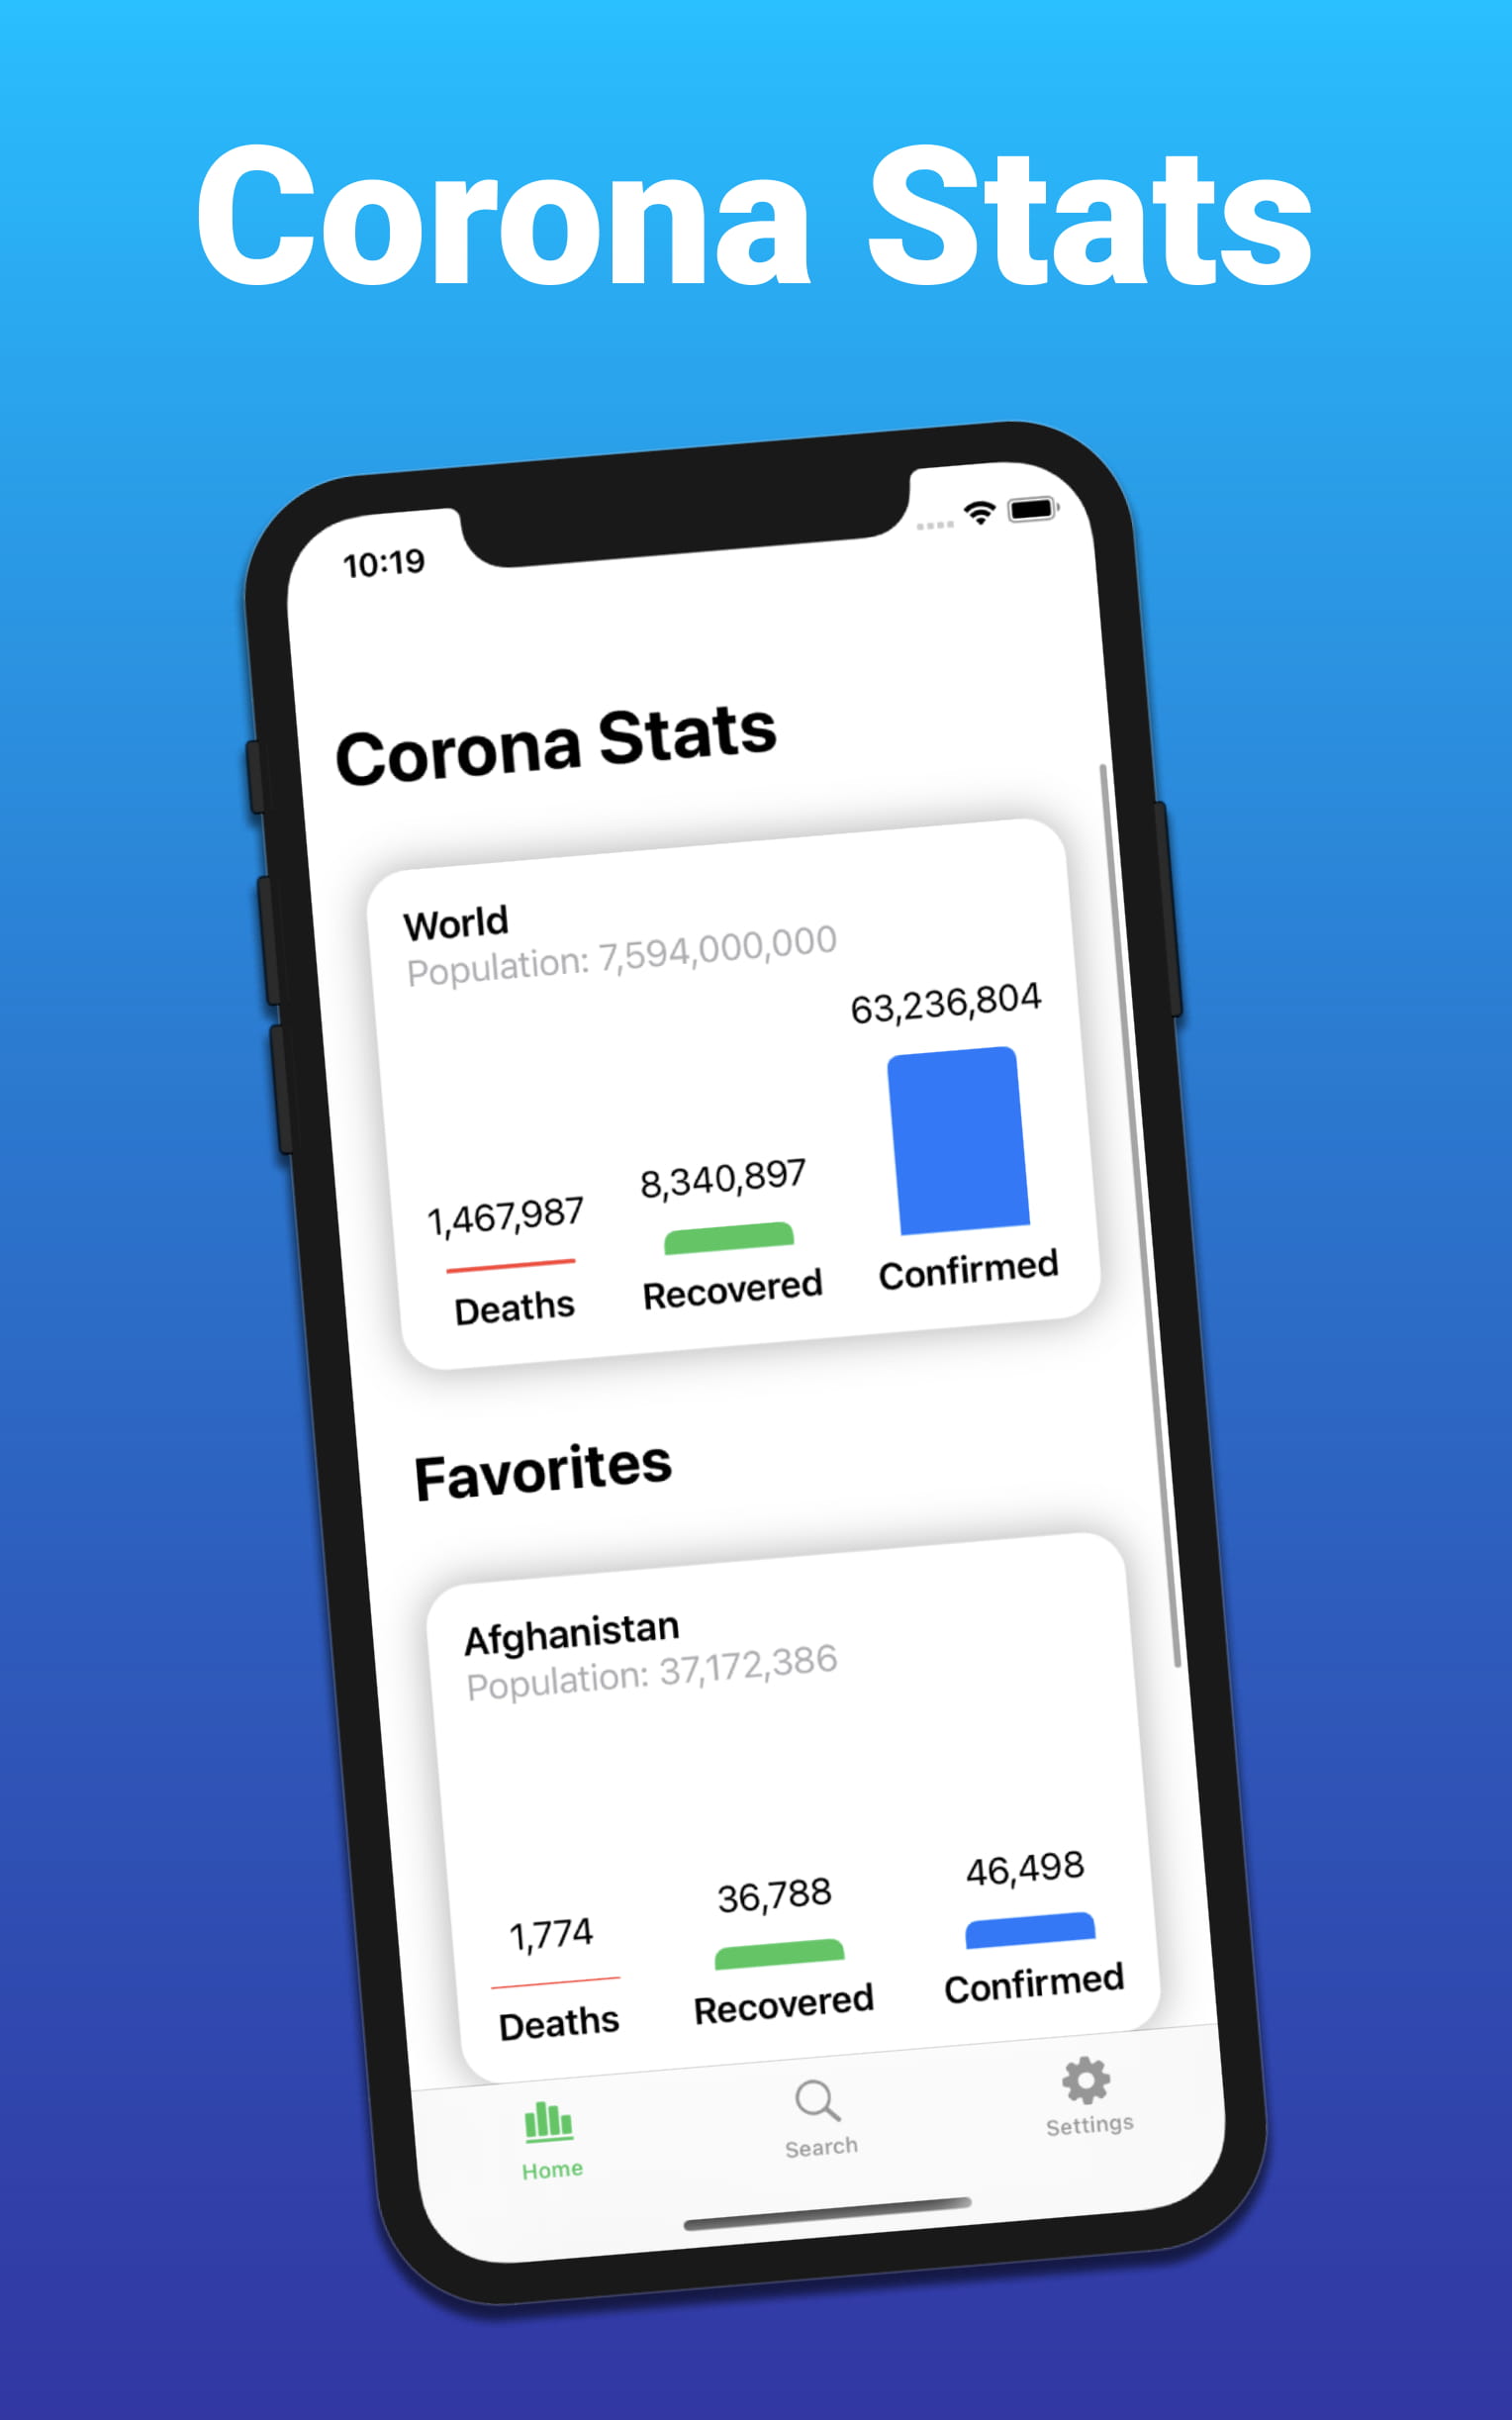 Corona Stats
10:19
Corona Stats
World
Population: 7,594,000,000
63,236,804
8,340,897
1,467,987
Deaths Recovered Confirmed
Favorites
Afghanistan
Population: 37,172,386
1,774 36,788 46,498
Deaths Recovered Confirmed
Home Search Settings